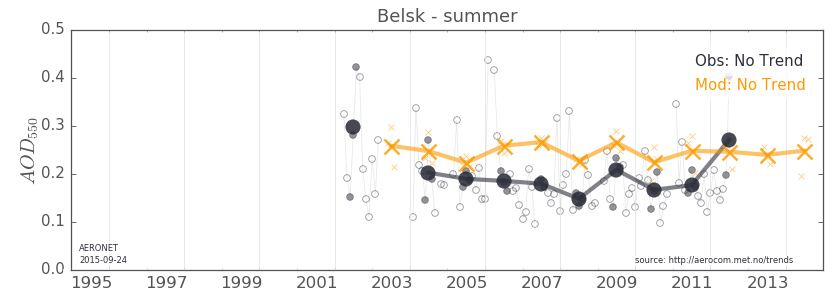 Belsk - summer
0.5
0.4
0.3
0.2
0.1
0.0
AOD550
Obs: No Trend
Mod: No Trend
AERONET
2015-09-24
source: http://aerocom.met.no/trends
1995 1997 1999 2001 2003 2005 2007 2009 2011 2013